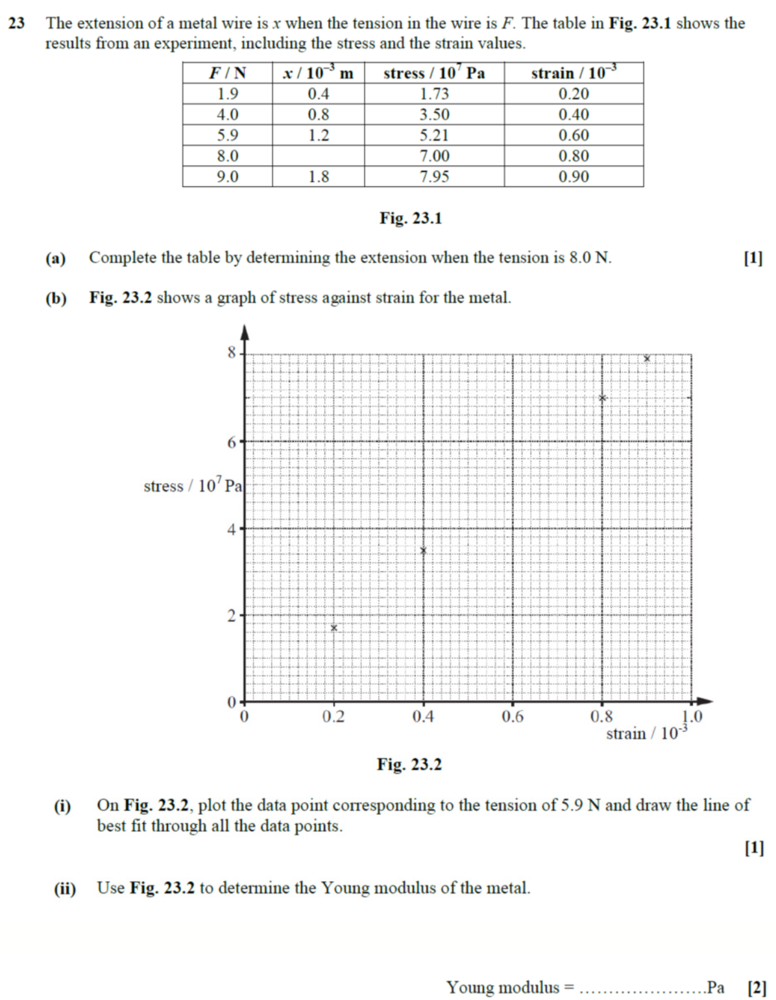 23 The extension of a metal wire is x when the tension in the wire is F. The table in Fig. 23.1 shows the
results from an experiment, including the stress and the strain values.
F / N x / 10⁻³ m stress / 10⁷ Pa strain / 10⁻³
1.9 0.4 1.73 0.20
4.0 0.8 3.50 0.40
5.9 1.2 5.21 0.60
8.0 7.00 0.80
9.0 1.8 7.95 0.90
Fig. 23.1
(a) Complete the table by determining the extension when the tension is 8.0 N. [1]
(b) Fig. 23.2 shows a graph of stress against strain for the metal.
8
6
stress / 10⁷ Pa
4
2
0
0 0.2 0.4 0.6 0.8 1.0
strain / 10⁻³
Fig. 23.2
(i) On Fig. 23.2, plot the data point corresponding to the tension of 5.9 N and draw the line of
best fit through all the data points.
[1]
(ii) Use Fig. 23.2 to determine the Young modulus of the metal.
Young modulus = ......................Pa [2]